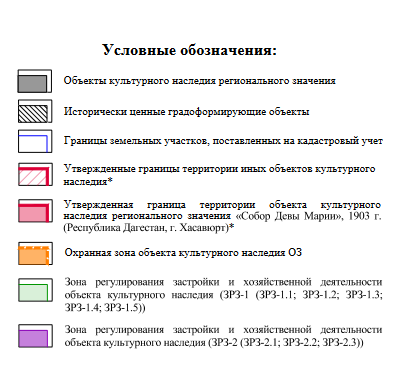 Условные обозначения:
Объекты культурного наследия регионального значения
Исторически ценные градоформирующие объекты
Границы земельных участков, поставленных на кадастровый учет
Утвержденные границы территории иных объектов культурного
наследия*
Утвержденная граница территории объекта культурного
наследия регионального значения «Собор Девы Марии», 1903 г.
(Республика Дагестан, г. Хасавюрт)*
Охранная зона объекта культурного наследия ОЗ
Зона регулирования застройки и хозяйственной деятельности
объекта культурного наследия (ЗРЗ-1 (ЗРЗ-1.1; ЗРЗ-1.2; ЗРЗ-1.3;
ЗРЗ-1.4; ЗРЗ-1.5))
Зона регулирования застройки и хозяйственной деятельности
объекта культурного наследия (ЗРЗ-2 (ЗРЗ-2.1; ЗРЗ-2.2; ЗРЗ-2.3))